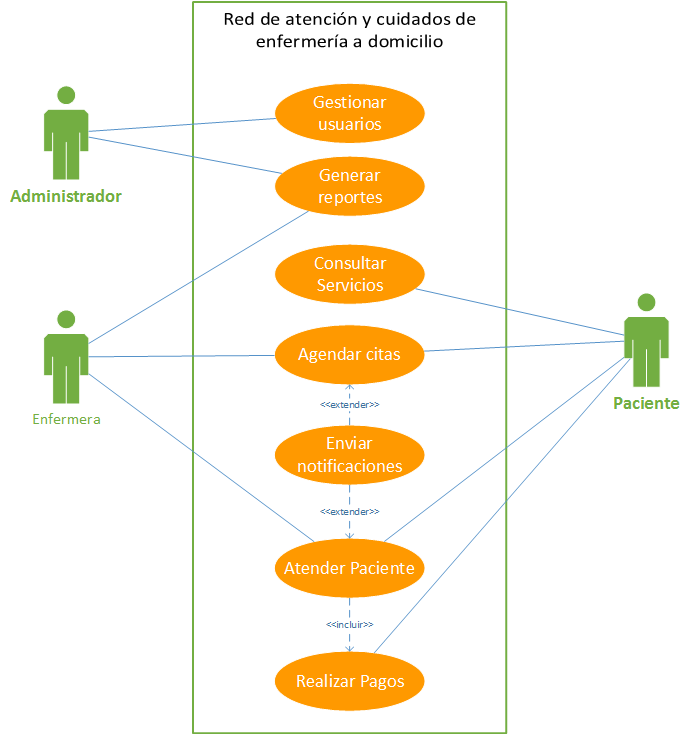 Red de atención y cuidados de
enfermería a domicilio
Gestionar
usuarios
Administrador
Generar
reportes
Consultar
Servicios
Agendar citas
Enfermera
Paciente
<<extender>>
Enviar
notificaciones
<<extender>>
Atender Paciente
<<incluir>>
Realizar Pagos